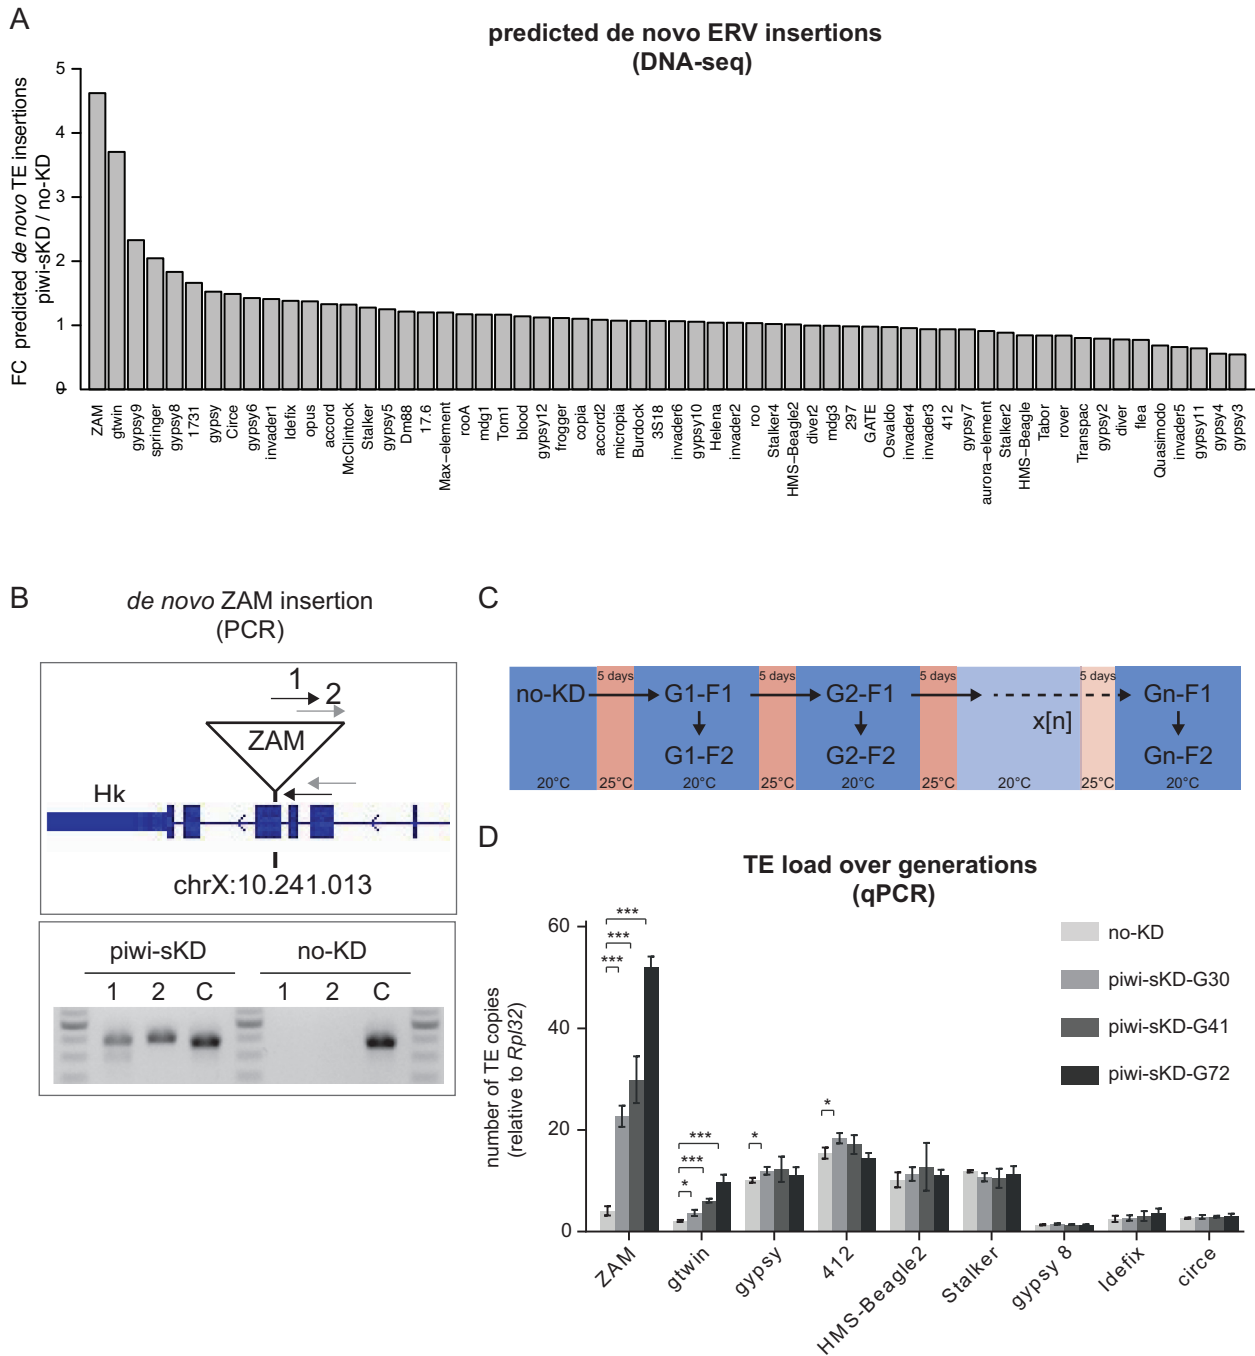 A
predicted de novo ERV insertions
(DNA-seq)
FC predicted de novo TE insertions
piwi-sKD / no-KD
5
4
3
2
1
0
ZAM
gtwin
gypsy9
springer
gypsy8
1731
gypsy
Circe
gypsy6
invader1
Idefix
opus
accord
McClintock
Stalker
gypsy5
Dm88
17.6
Max−element
rooA
mdg1
Tom1
blood
gypsy12
frogger
copia
accord2
micropia
Burdock
3S18
invader6
gypsy10
Helena
invader2
roo
Stalker4
HMS−Beagle2
diver2
mdg3
297
GATE
Osvaldo
invader4
invader3
412
gypsy7
aurora−element
Stalker2
HMS−Beagle
Tabor
rover
Transpac
gypsy2
diver
flea
Quasimodo
invader5
gypsy11
gypsy4
gypsy3
B
de novo ZAM insertion
(PCR)
1
2
ZAM
Hk
chrX:10.241.013
piwi-sKD no-KD
1 2 C 1 2 C
C
5 days 5 days 5 days 5 days
no-KD G1-F1 G2-F1 Gn-F1
x[n]
G1-F2 G2-F2 Gn-F2
20°C 25°C 20°C 25°C 20°C 25°C 20°C 25°C 20°C
D
TE load over generations
(qPCR)
number of TE copies
(relative to Rpl32)
60
40
20
0
***
***
***
***
***
*
*
*
no-KD
piwi-sKD-G30
piwi-sKD-G41
piwi-sKD-G72
ZAM
gtwin
gypsy
412
HMS-Beagle2
Stalker
gypsy 8
Idefix
circe